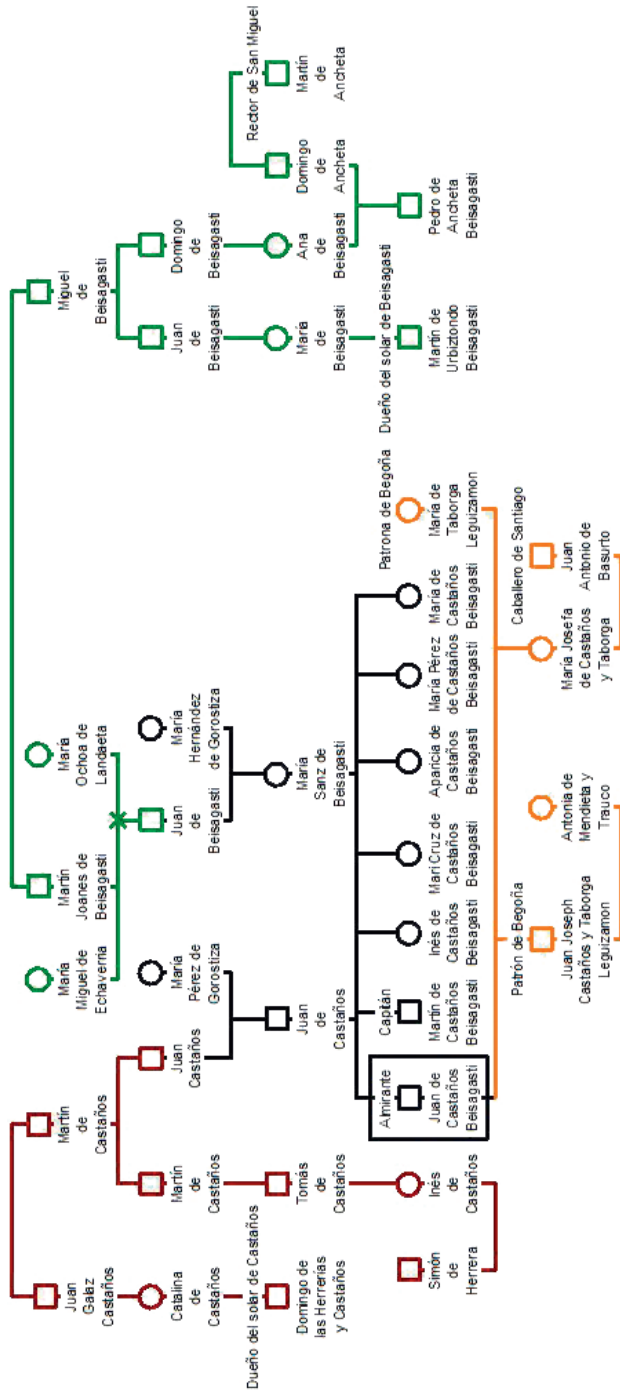 Juan
Galaz
Castaños
Martín
de
Castaños
María
Miguel de
Echaverria
Martín
Joanes de
Beisagasti
María
Ochoa de
Landaeta
Miguel
de
Beisagasti
Catalina
de
Castaños
Martín
de
Castaños
Juan
Castaños
María
Pérez de
Gorostiza
Juan
de
Beisagasti
María
Hernández
de Gorostiza
Juan
de
Beisagasti
Domingo
de
Beisagasti
Dueño del solar de Castaños
Domingo de
las Herrerías
y Castaños
Tomás
de
Castaños
Juan
de
Castaños
María
Sanz de
Beisagasti
María
de
Beisagasti
Ana
de
Beisagasti
Domingo
de
Ancheta
Rector de San Miguel
Martín
de
Ancheta
Simón
de
Herrera
Inés
de
Castaños
Almirante
Juan de
Castaños
Beisagasti
Capitán
Martín de
Castaños
Beisagasti
Inés de
Castaños
Beisagasti
Mari Cruz de
Castaños
Beisagasti
Aparicia de
Castaños
Beisagasti
María Pérez
de Castaños
Beisagasti
María de
Castaños
Beisagasti
Patrona de Begoña
María de
Taborga
Leguizamon
Dueño del solar de Beisagasti
Martín de
Urbiztondo
Beisagasti
Pedro de
Ancheta
Beisagasti
Patrón de Begoña
Juan Joseph
Castaños y Taborga
Leguizamon
Antonia de
Mendieta y
Trauco
María Josefa
de Castaños
y Taborga
Caballero de Santiago
Juan
Antonio de
Basurto